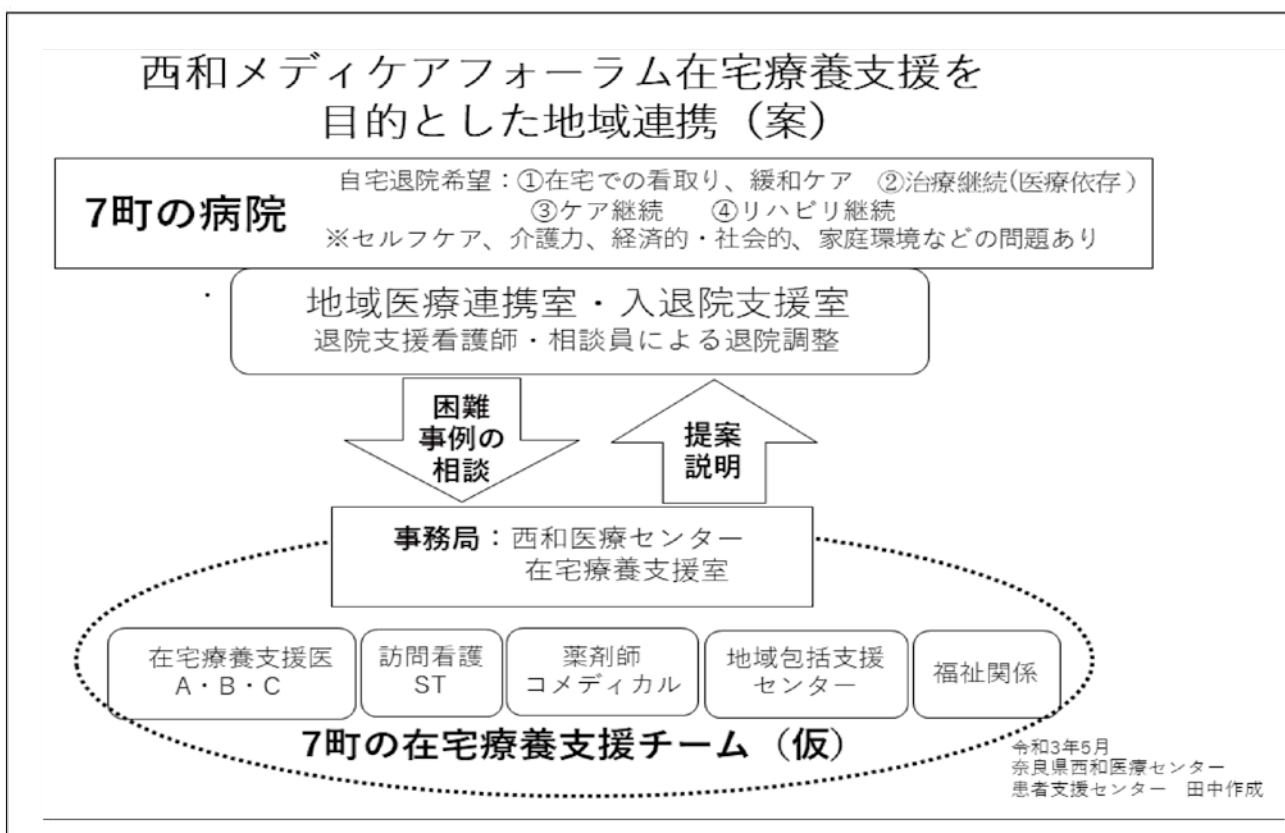 西和メディケアフォーラム在宅療養支援を
目的とした地域連携（案）
7町の病院
自宅退院希望：①在宅での看取り、緩和ケア　②治療継続(医療依存）
③ケア継続　　④リハビリ継続
※セルフケア、介護力、経済的・社会的、家庭環境などの問題あり
地域医療連携室・入退院支援室
退院支援看護師・相談員による退院調整
困難
事例の
相談
提案
説明
事務局：西和医療センター
在宅療養支援室
在宅療養支援医
A・B・C
訪問看護
ST
薬剤師
コメディカル
地域包括支援
センター
福祉関係
7町の在宅療養支援チーム（仮）
令和3年5月
奈良県西和医療センター
患者支援センター　田中作成